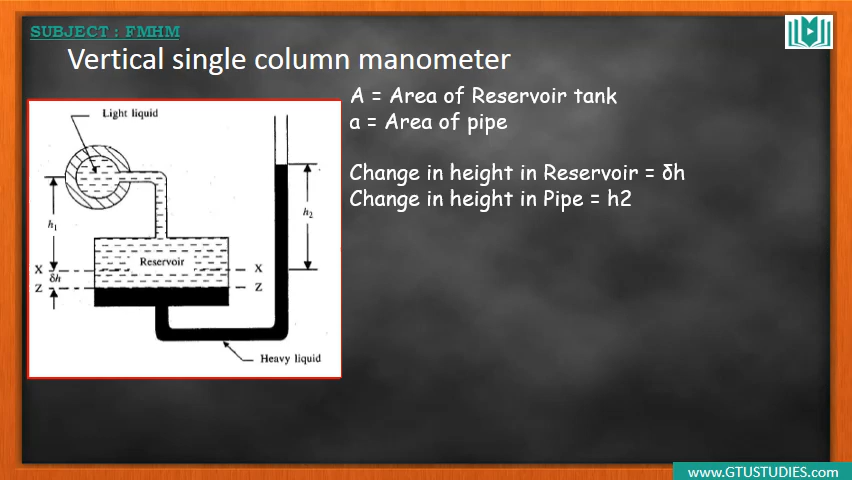 SUBJECT : FMHM
Vertical single column manometer
A = Area of Reservoir tank
a = Area of pipe
Change in height in Reservoir = δh
Change in height in Pipe = h2
Light liquid
h₁
h₂
Reservoir
X X
δh
Z Z
Heavy liquid
www.GTUSTUDIES.com